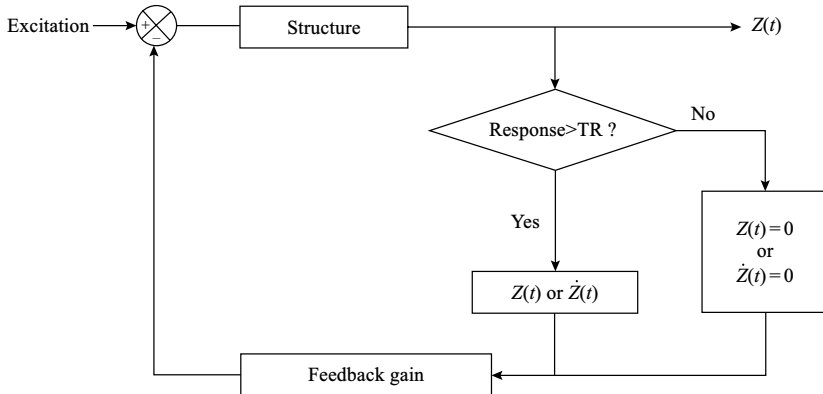 Excitation
+
−
Structure
Z(t)
Response>TR ?
No
Yes
Z(t) = 0
or
Ż(t) = 0
Z(t) or Ż(t)
Feedback gain